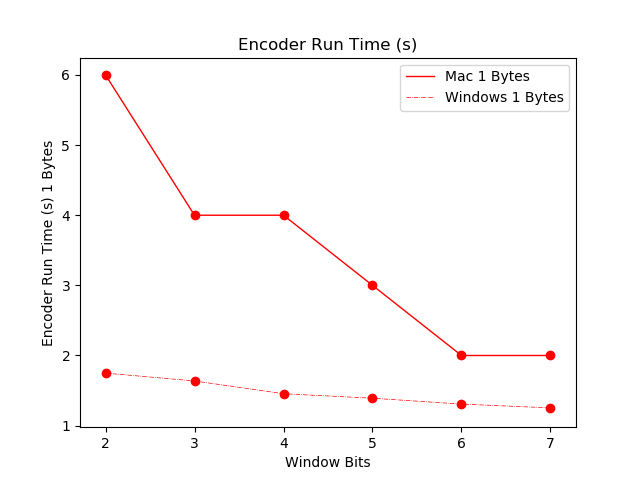 Encoder Run Time (s)
Mac 1 Bytes
Windows 1 Bytes
Encoder Run Time (s) 1 Bytes
6
5
4
3
2
1
2 3 4 5 6 7
Window Bits